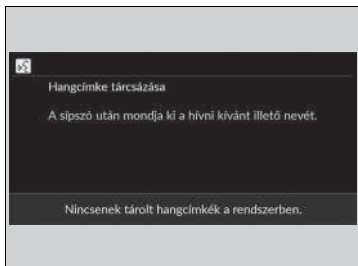 Hangcímke tárcsázása
A sípszó után mondja ki a hívni kívánt illető nevét.
Nincsenek tárolt hangcímkék a rendszerben.